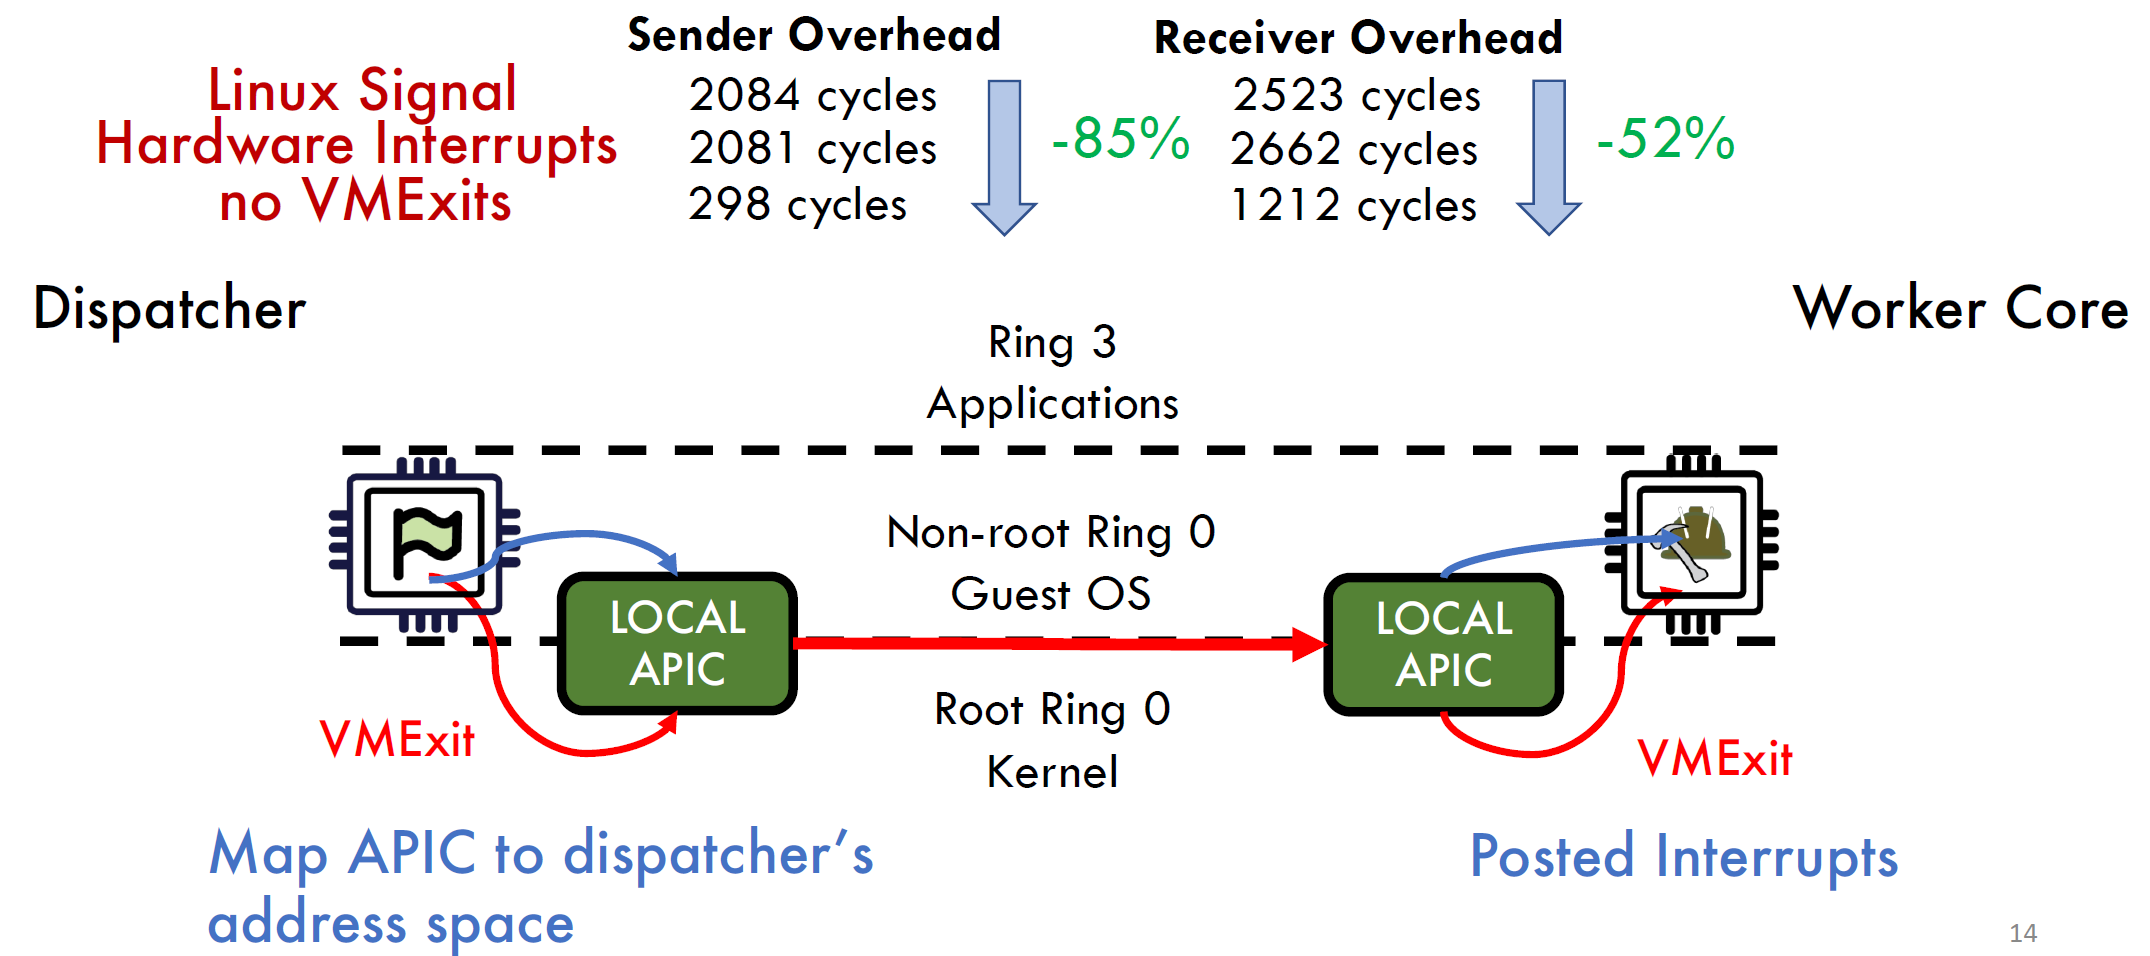 Sender Overhead
Receiver Overhead
Linux Signal
2084 cycles
2523 cycles
Hardware Interrupts
2081 cycles
-85%
2662 cycles
-52%
no VMExits
298 cycles
1212 cycles
Dispatcher
Worker Core
Ring 3
Applications
Non-root Ring 0
Guest OS
LOCAL
APIC
LOCAL
APIC
Root Ring 0
Kernel
VMExit
VMExit
Map APIC to dispatcher's
address space
Posted Interrupts
14